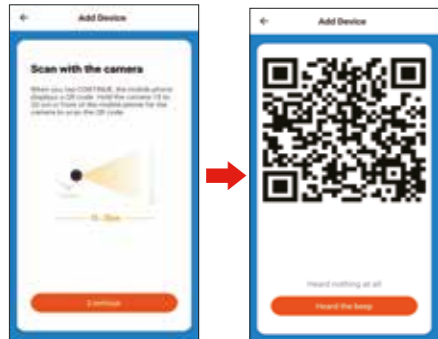 Add Device
Scan with the camera
When you tap CONTINUE, the mobile phone
displays a QR code. Hold the camera 15 to
20 cm in front of the mobile phone for the
camera to scan the QR code.
Continue
Add Device
Heard nothing at all
Heard the beep